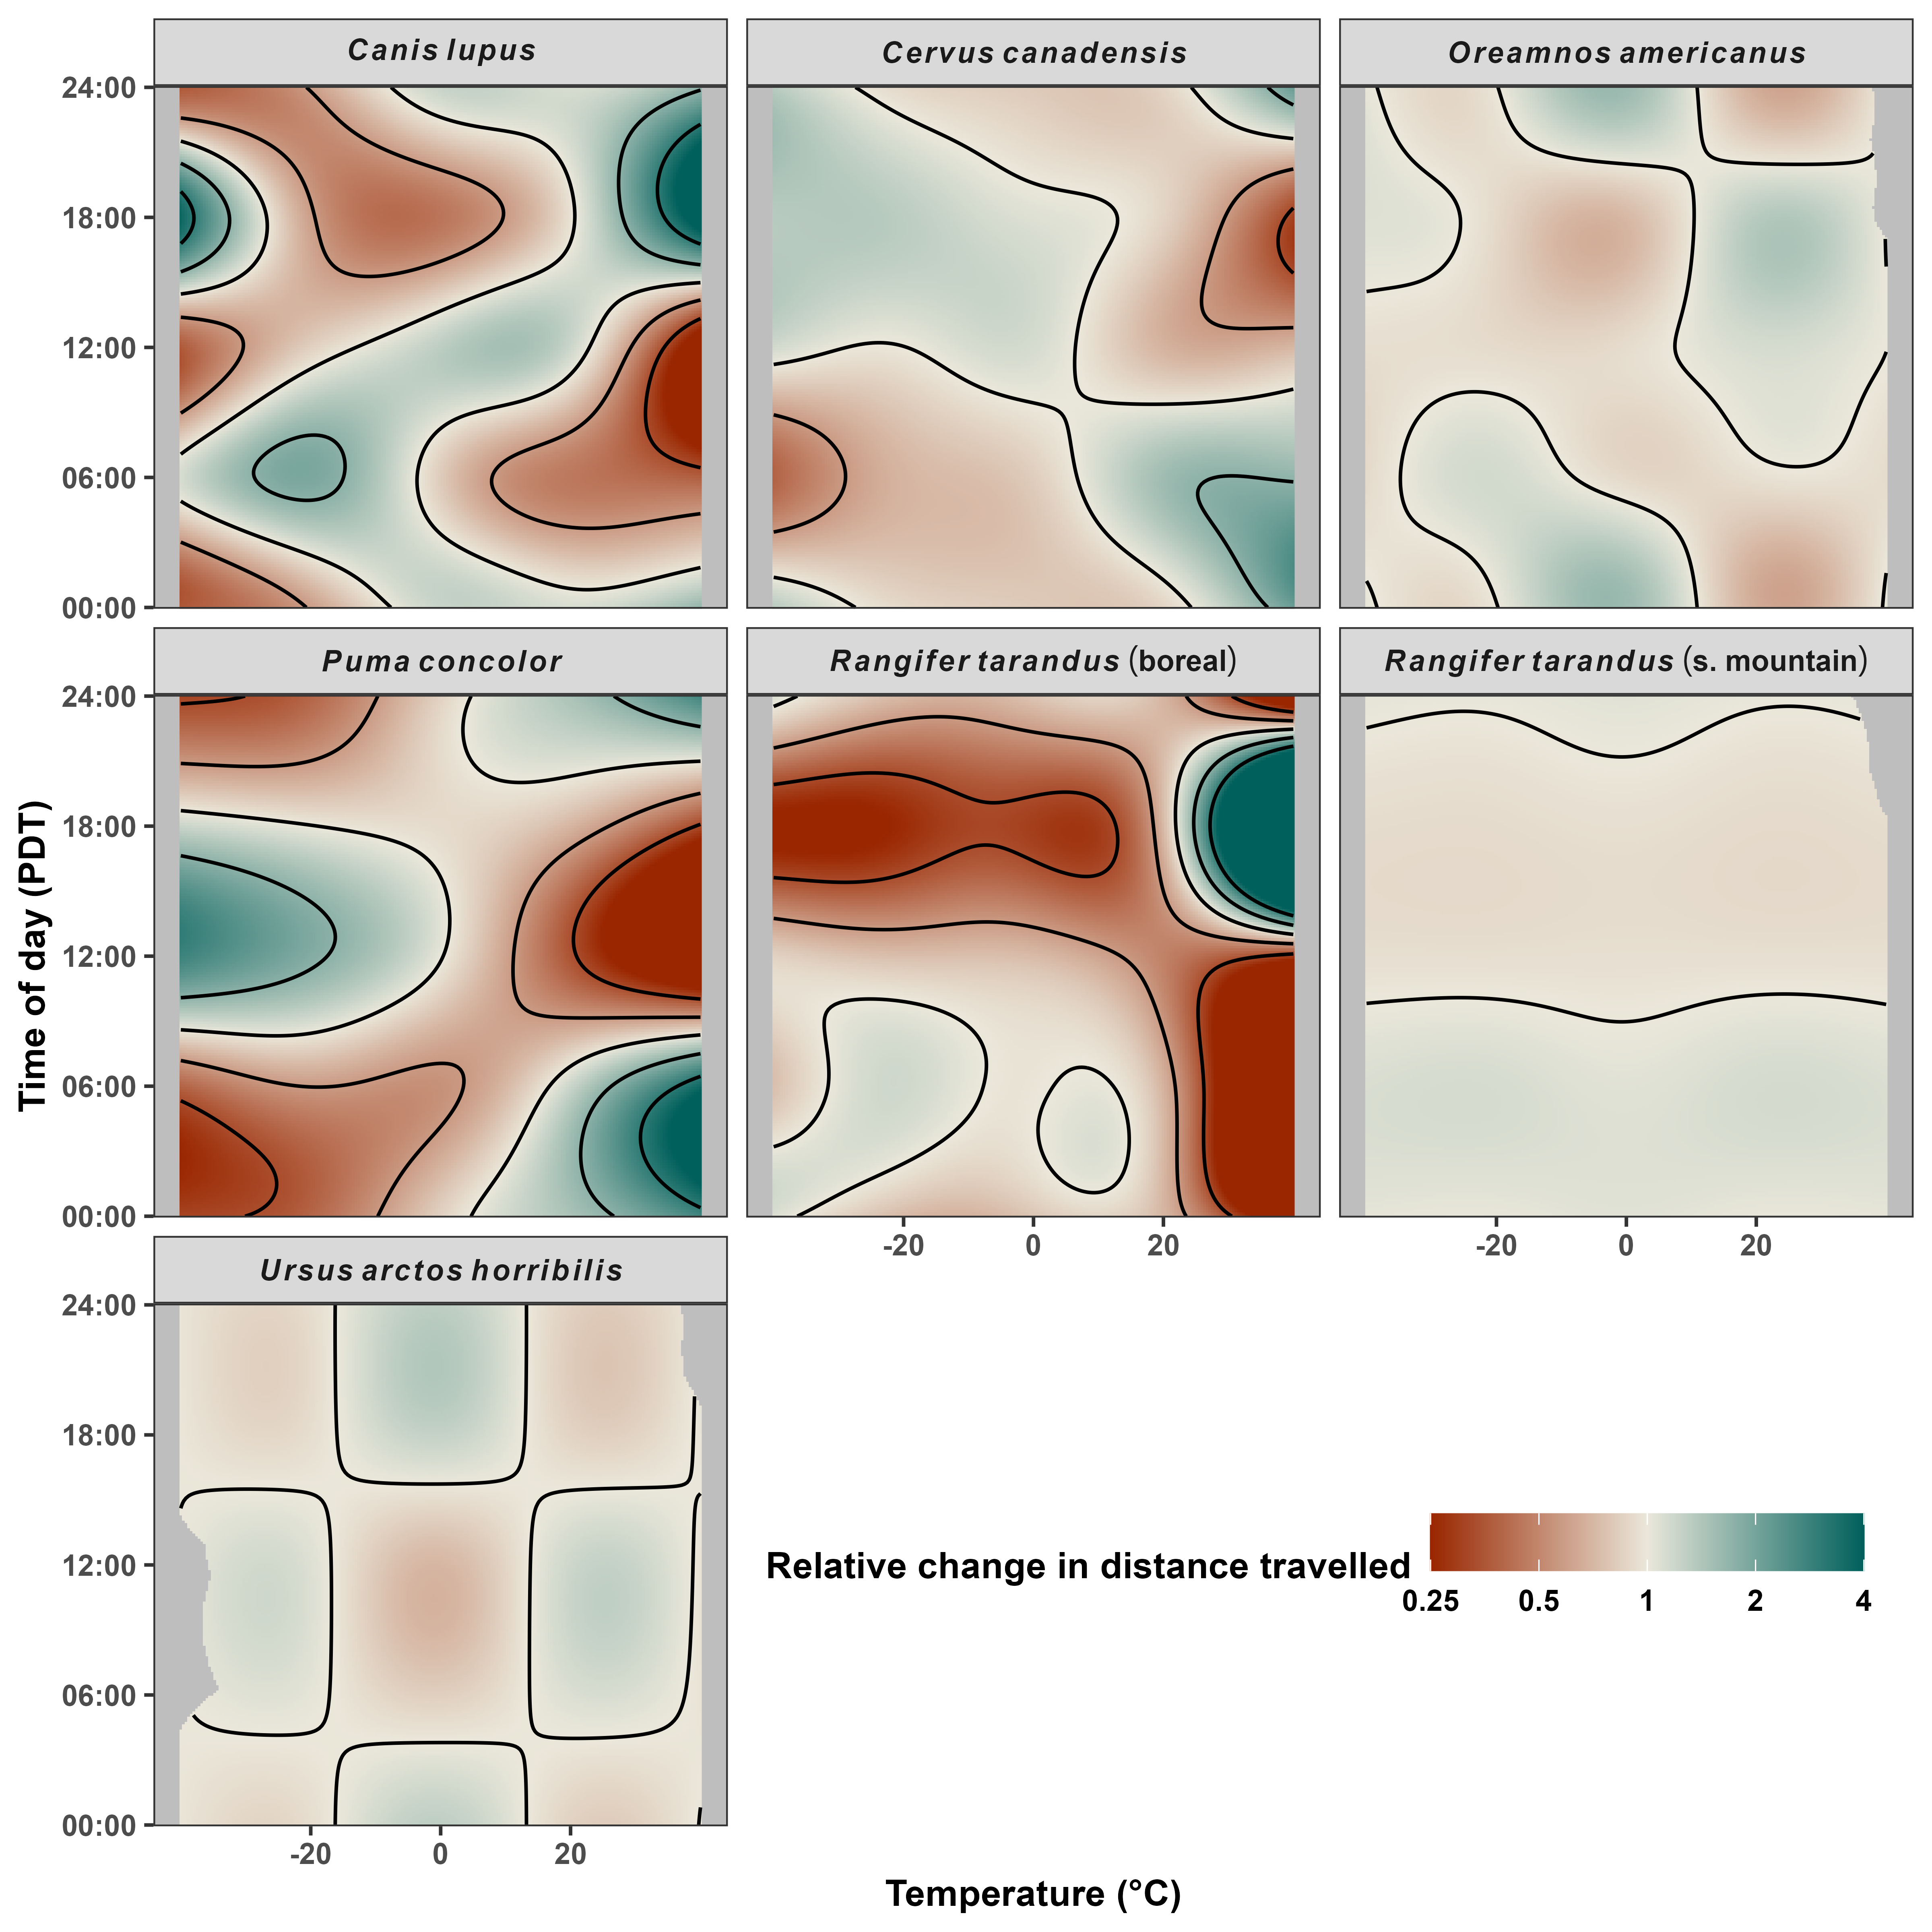 Canis lupus
Cervus canadensis
Oreamnos americanus
24:00
18:00
12:00
06:00
00:00
Puma concolor
Rangifer tarandus (boreal)
Rangifer tarandus (s. mountain)
24:00
18:00
12:00
06:00
00:00
-20 0 20
-20 0 20
Ursus arctos horribilis
24:00
18:00
12:00
06:00
00:00
-20 0 20
Time of day (PDT)
Temperature (°C)
Relative change in distance travelled
0.25 0.5 1 2 4